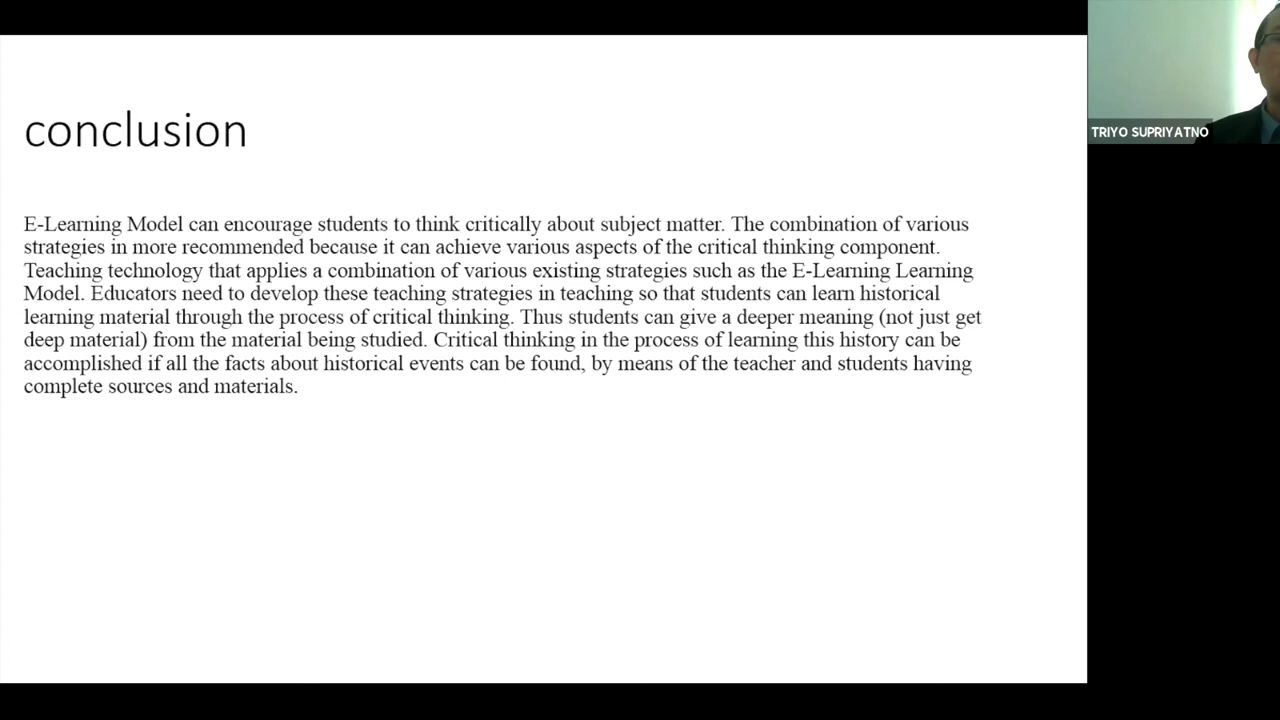 conclusion
E-Learning Model can encourage students to think critically about subject matter. The combination of various
strategies in more recommended because it can achieve various aspects of the critical thinking component.
Teaching technology that applies a combination of various existing strategies such as the E-Learning Learning
Model. Educators need to develop these teaching strategies in teaching so that students can learn historical
learning material through the process of critical thinking. Thus students can give a deeper meaning (not just get
deep material) from the material being studied. Critical thinking in the process of learning this history can be
accomplished if all the facts about historical events can be found, by means of the teacher and students having
complete sources and materials.
TRIYO SUPRIYATNO